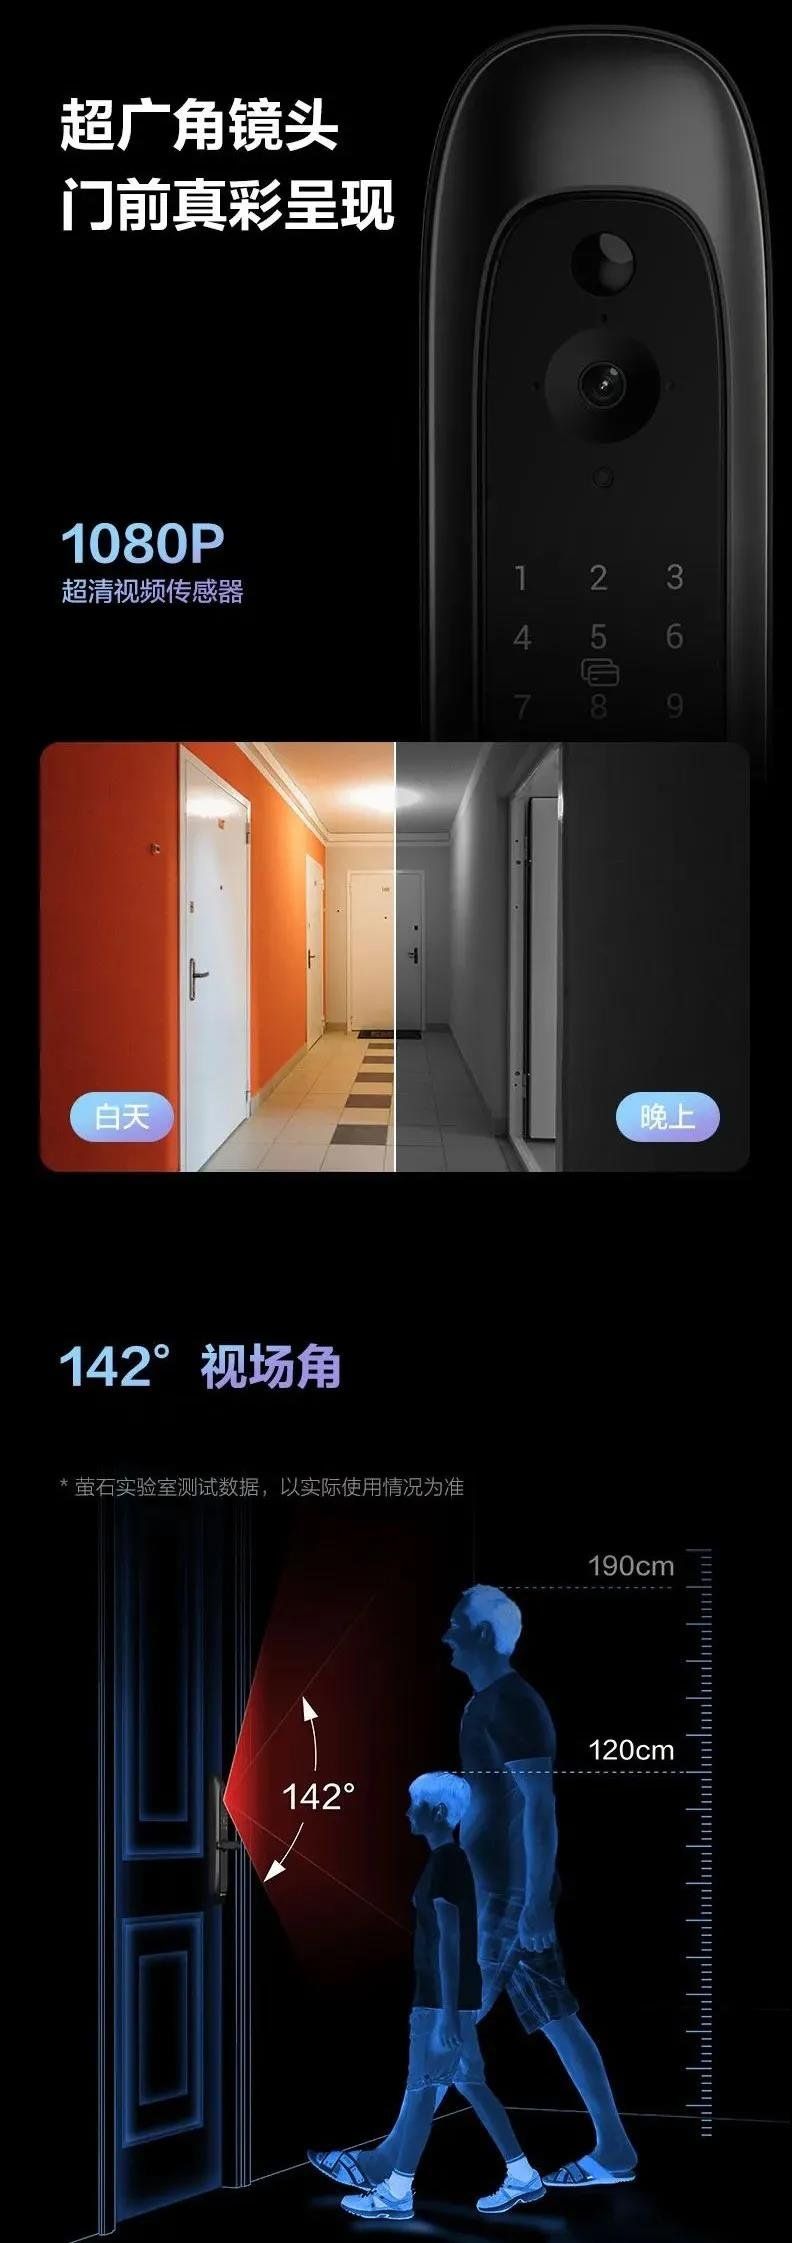 超广角镜头
门前真彩呈现
1080P
超清视频传感器
1 2 3
4 5 6
7 8 9
白天
晚上
142° 视场角
* 萤石实验室测试数据，以实际使用情况为准
190cm
120cm
142°